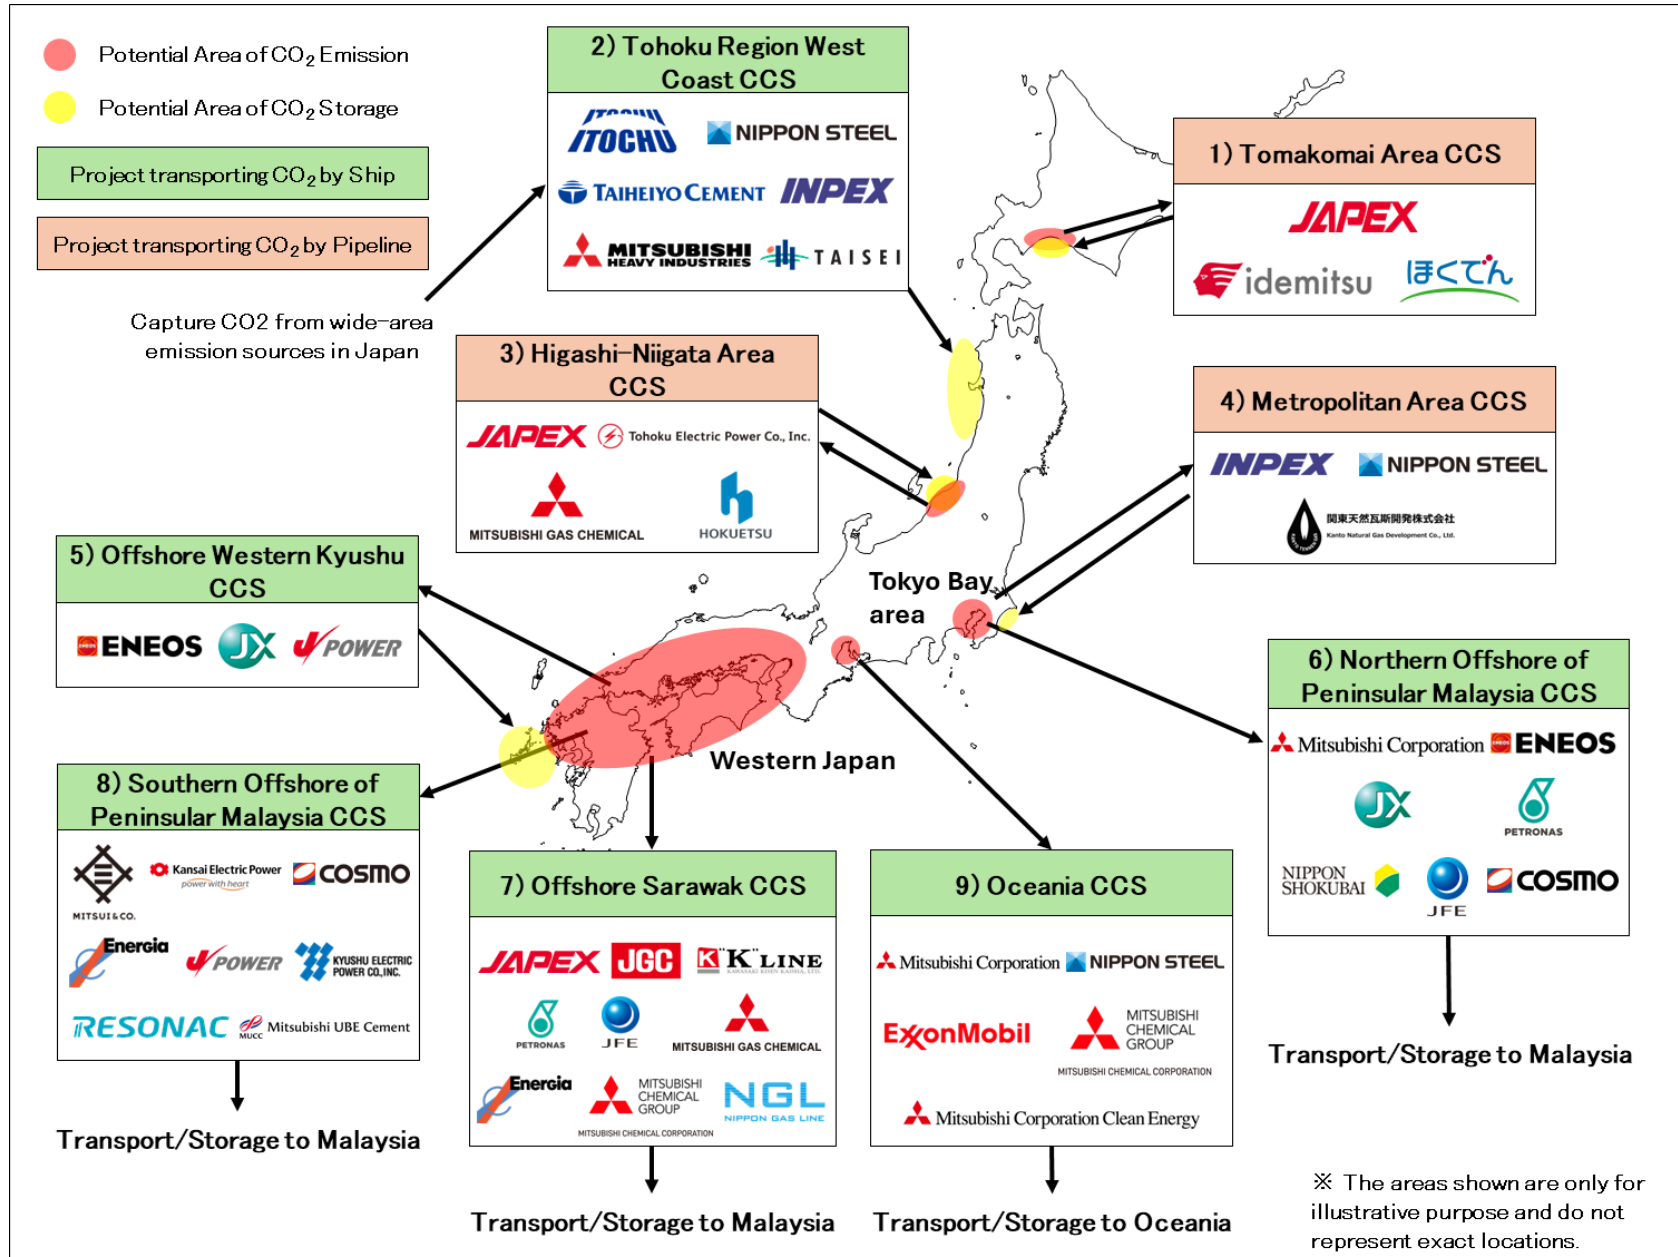 Potential Area of CO₂ Emission
Potential Area of CO₂ Storage
Project transporting CO₂ by Ship
Project transporting CO₂ by Pipeline
Capture CO2 from wide-area
emission sources in Japan
2) Tohoku Region West
Coast CCS
ITOCHU
ITOCHU
NIPPON STEEL
TAIHEIYO CEMENT
INPEX
MITSUBISHI
HEAVY INDUSTRIES
TAISEI
1) Tomakomai Area CCS
JAPEX
idemitsu
ほくでん
3) Higashi-Niigata Area
CCS
JAPEX
Tohoku Electric Power Co., Inc.
MITSUBISHI GAS CHEMICAL
HOKUETSU
4) Metropolitan Area CCS
INPEX
NIPPON STEEL
関東天然瓦斯開発株式会社
Kanto Natural Gas Development Co., Ltd.
KANTO TENNEN GAS
5) Offshore Western Kyushu
CCS
ENEOS
ENEOS
JX
J POWER
Tokyo Bay
area
Western Japan
6) Northern Offshore of
Peninsular Malaysia CCS
Mitsubishi Corporation
ENEOS
ENEOS
JX
PETRONAS
NIPPON
SHOKUBAI
JFE
COSMO
Transport/Storage to Malaysia
8) Southern Offshore of
Peninsular Malaysia CCS
MITSUI & CO.
Kansai Electric Power
power with heart
COSMO
Energia
J POWER
KYUSHU ELECTRIC
POWER CO., INC.
RESONAC
MUCC
Mitsubishi UBE Cement
Transport/Storage to Malaysia
7) Offshore Sarawak CCS
JAPEX
JGC
K "K" LINE
KAWASAKI KISEN KAISHA, LTD.
PETRONAS
JFE
MITSUBISHI GAS CHEMICAL
Energia
MITSUBISHI
CHEMICAL
GROUP
MITSUBISHI CHEMICAL CORPORATION
NGL
NIPPON GAS LINE
Transport/Storage to Malaysia
9) Oceania CCS
Mitsubishi Corporation
NIPPON STEEL
ExxonMobil
MITSUBISHI
CHEMICAL
GROUP
MITSUBISHI CHEMICAL CORPORATION
Mitsubishi Corporation Clean Energy
Transport/Storage to Oceania
※ The areas shown are only for
illustrative purpose and do not
represent exact locations.